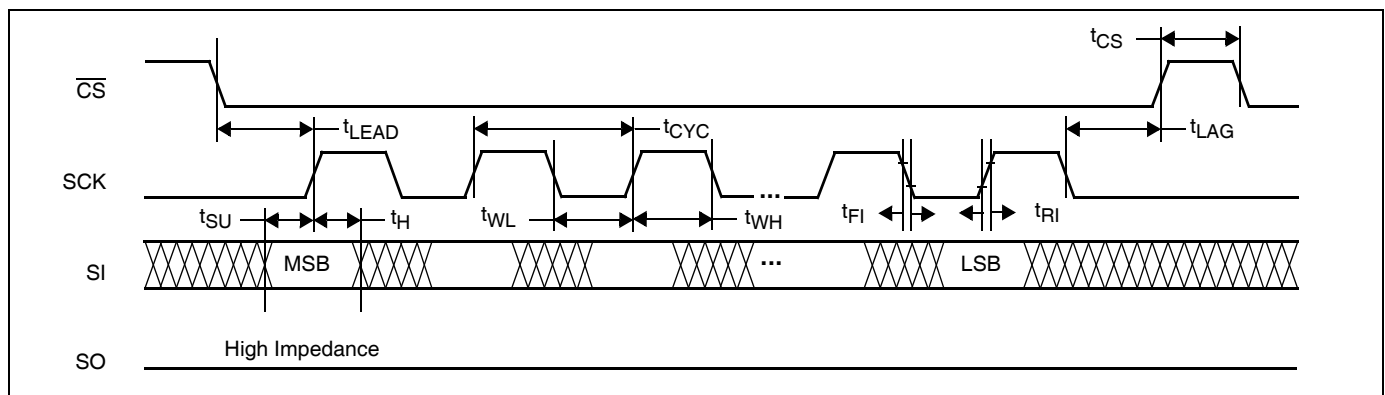 tCS
CS
tLEAD
tCYC
tLAG
SCK
...
tSU
tH
tWL
tWH
tFI
tRI
SI
MSB
...
LSB
High Impedance
SO